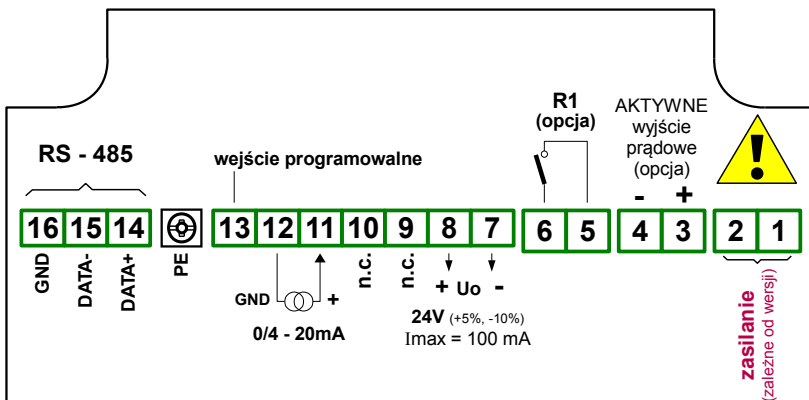 RS - 485
wejście programowalne
R1
(opcja)
AKTYWNE
wyjście
prądowe
(opcja)
- +
16 15 14 13 12 11 10 9 8 7 6 5 4 3 2 1
GND
DATA-
DATA+
PE
GND +
0/4 - 20mA
n.c.
n.c.
+ Uo -
24V (+5%, -10%)
Imax = 100 mA
zasilanie
(zależne od wersji)